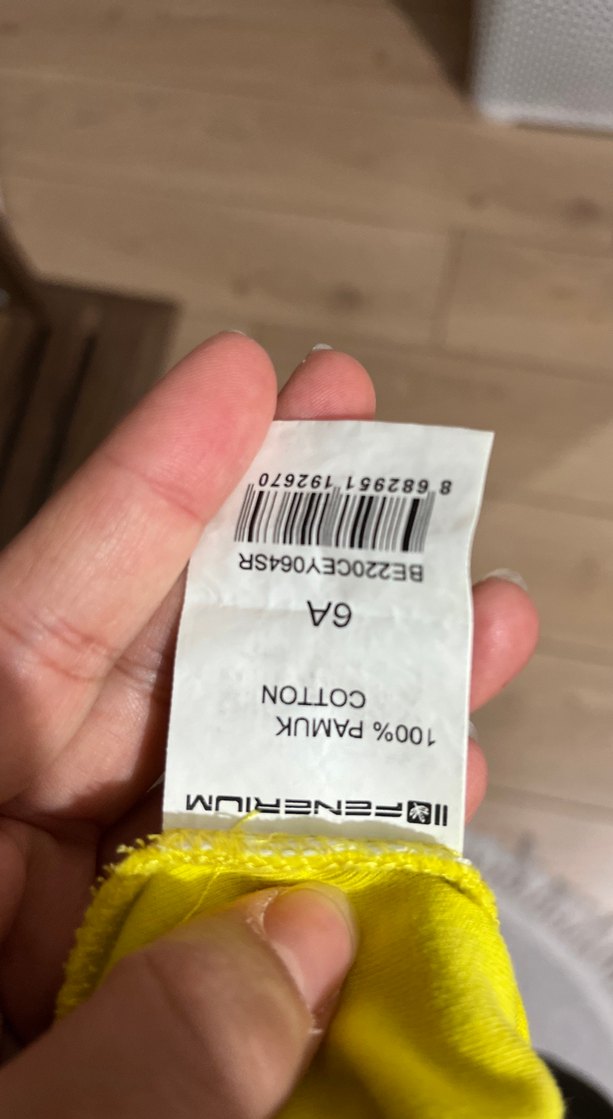 FENERIUM
100% PAMUK
COTTON
6A
BE220CEY064SR
8 682951 192670